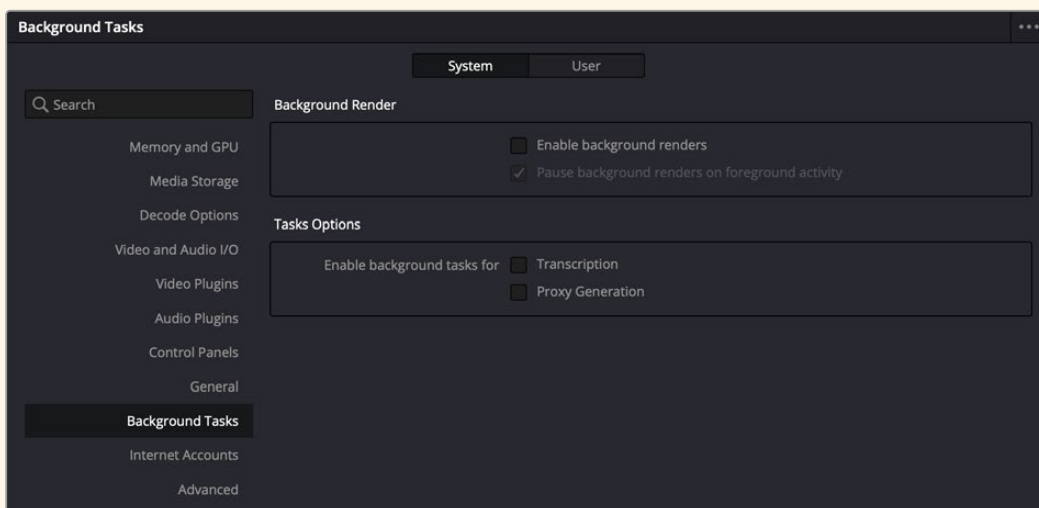 Background Tasks
System User
Search
Background Render
Memory and GPU
Enable background renders
Media Storage
Pause background renders on foreground activity
Decode Options
Tasks Options
Video and Audio I/O
Enable background tasks for Transcription
Video Plugins
Proxy Generation
Audio Plugins
Control Panels
General
Background Tasks
Internet Accounts
Advanced